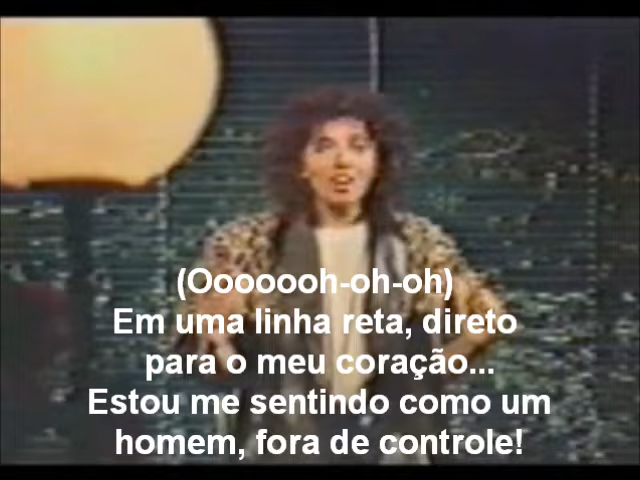 (Ooooooh-oh-oh)
Em uma linha reta, direto
para o meu coração...
Estou me sentindo como um
homem, fora de controle!